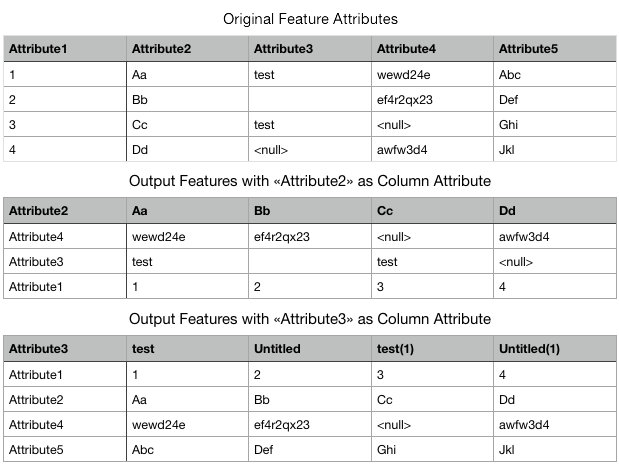 Original Feature Attributes
Attribute1 Attribute2 Attribute3 Attribute4 Attribute5
1 Aa test wewd24e Abc
2 Bb ef4r2qx23 Def
3 Cc test <null> Ghi
4 Dd <null> awfw3d4 Jkl
Output Features with «Attribute2» as Column Attribute
Attribute2 Aa Bb Cc Dd
Attribute4 wewd24e ef4r2qx23 <null> awfw3d4
Attribute3 test test <null>
Attribute1 1 2 3 4
Output Features with «Attribute3» as Column Attribute
Attribute3 test Untitled test(1) Untitled(1)
Attribute1 1 2 3 4
Attribute2 Aa Bb Cc Dd
Attribute4 wewd24e ef4r2qx23 <null> awfw3d4
Attribute5 Abc Def Ghi Jkl